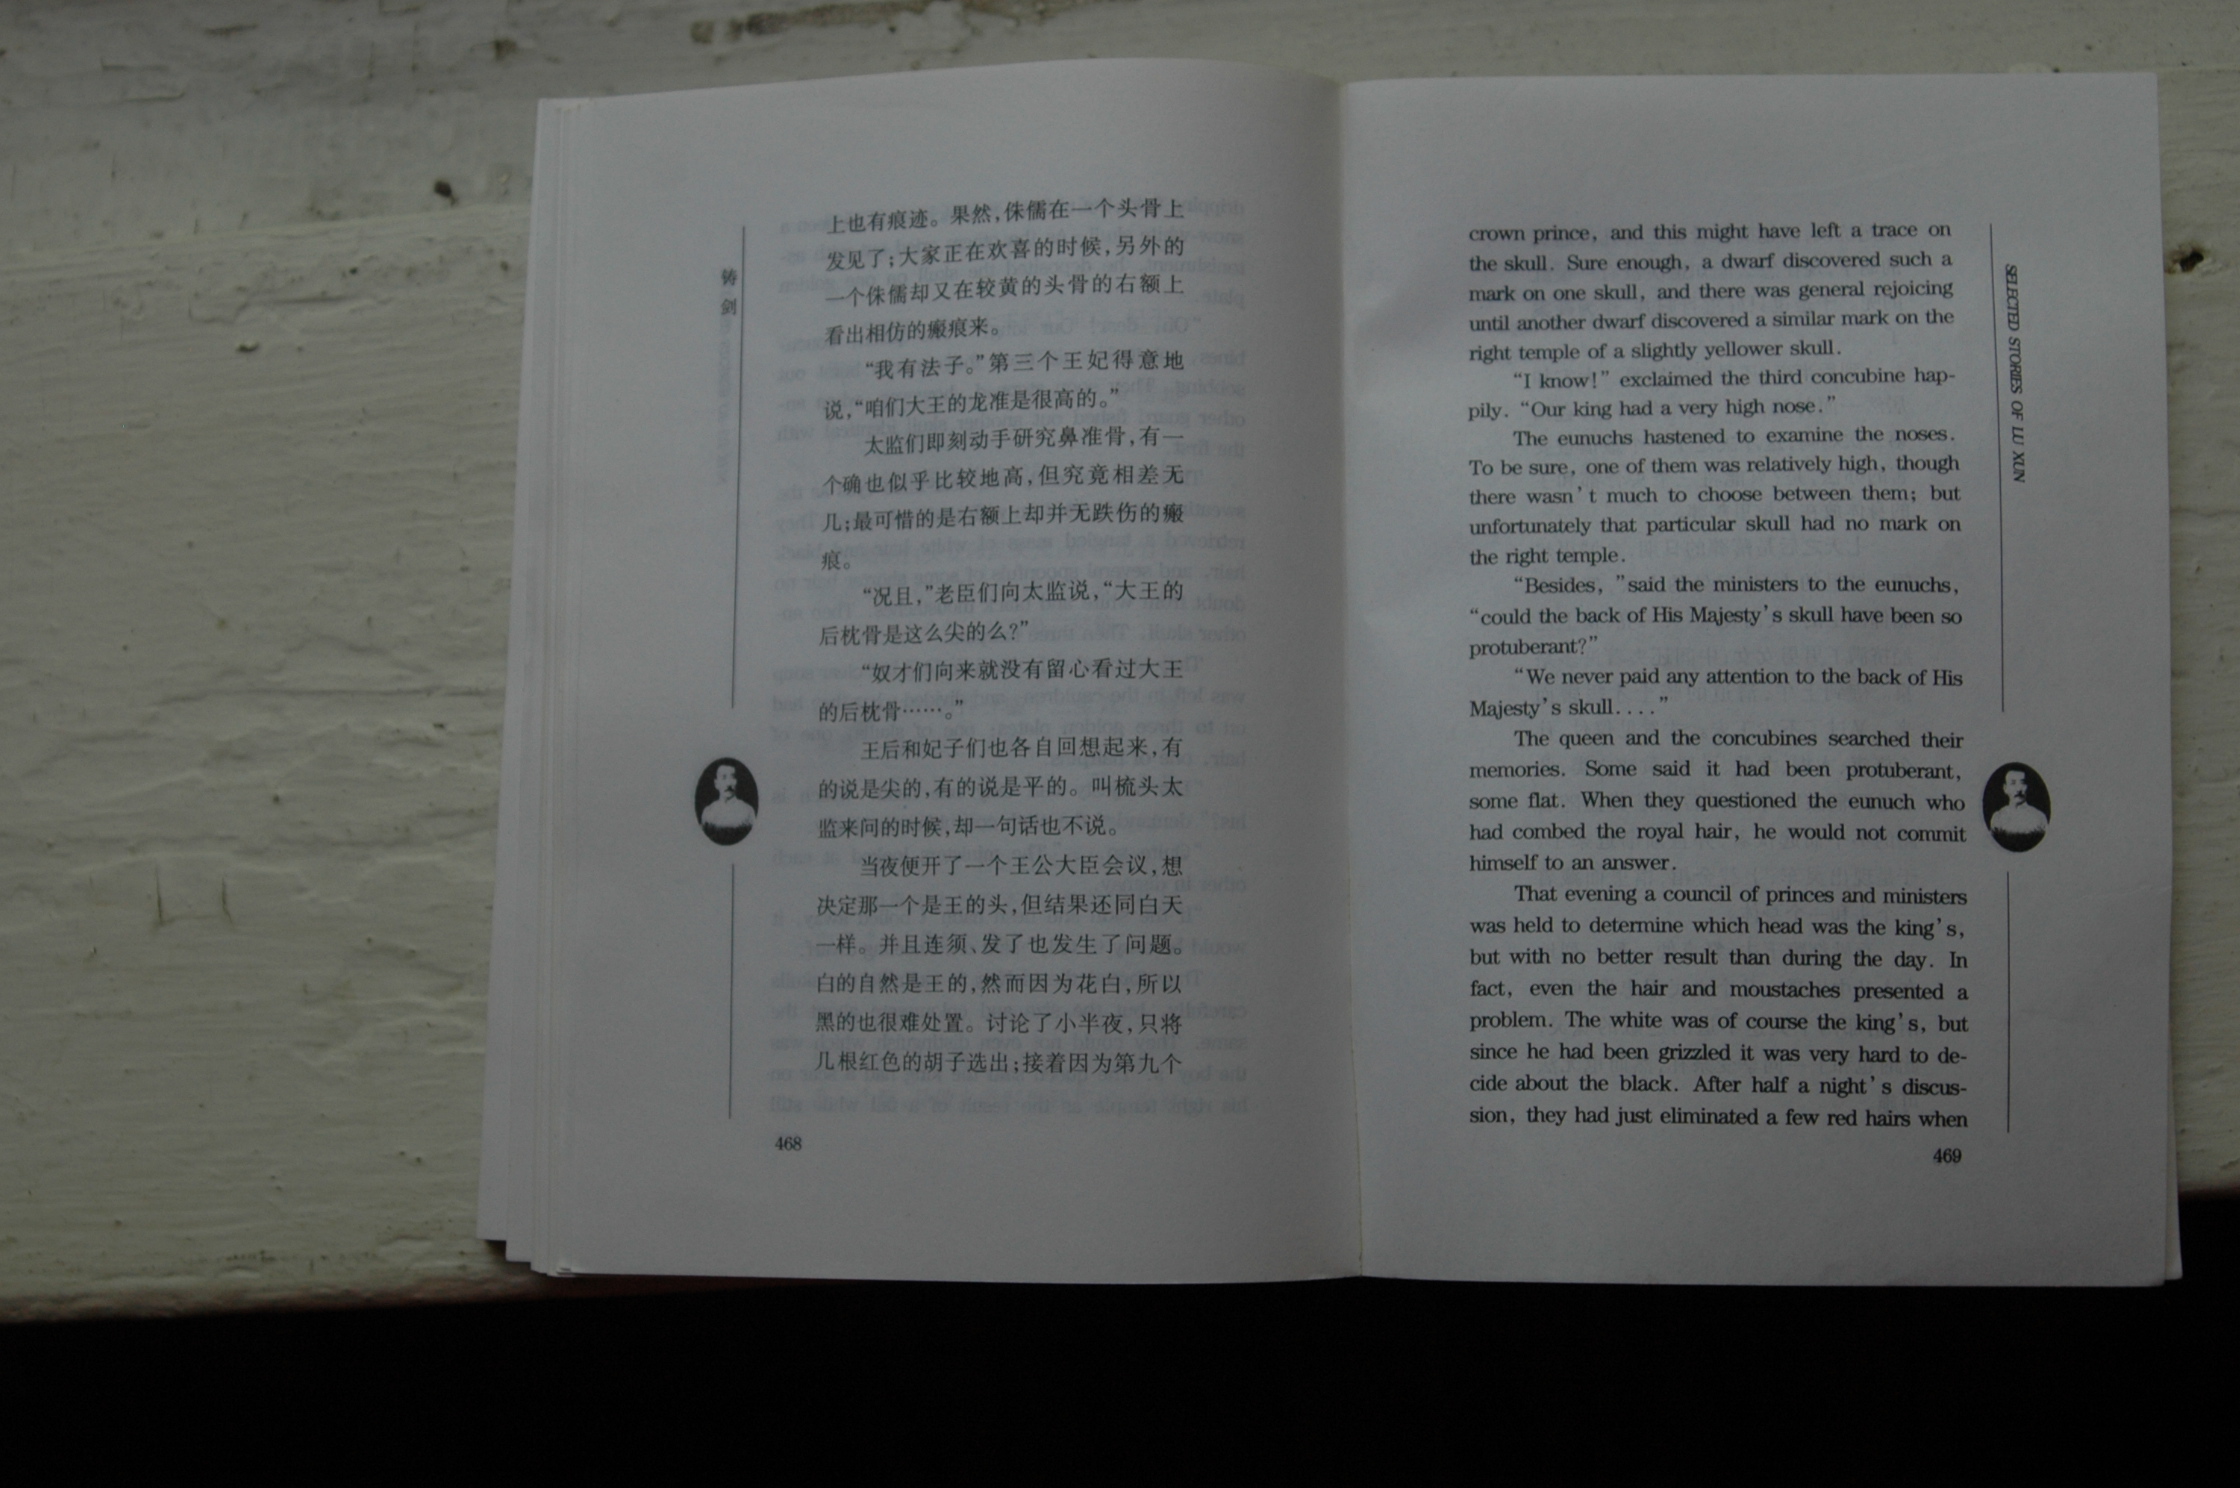 铸剑
上也有痕迹。果然,侏儒在一个头骨上
发见了;大家正在欢喜的时候,另外的
一个侏儒却又在较黄的头骨的右额上
看出相仿的瘢痕来。
“我有法子。”第三个王妃得意地
说,“咱们大王的龙准是很高的。”
太监们即刻动手研究鼻准骨,有一
个确也似乎比较地高,但究竟相差无
几;最可惜的是右额上却并无跌伤的瘢
痕。
“况且,”老臣们向太监说,“大王的
后枕骨是这么尖的么?”
“奴才们向来就没有留心看过大王
的后枕骨……。”
王后和妃子们也各自回想起来,有
的说是尖的,有的说是平的。叫梳头太
监来问的时候,却一句话也不说。
当夜便开了一个王公大臣会议,想
决定那一个是王的头,但结果还同白天
一样。并且连须、发了也发生了问题。
白的自然是王的,然而因为花白,所以
黑的也很难处置。讨论了小半夜,只将
几根红色的胡子选出;接着因为第九个
468
crown prince, and this might have left a trace on
the skull. Sure enough, a dwarf discovered such a
mark on one skull, and there was general rejoicing
until another dwarf discovered a similar mark on the
right temple of a slightly yellower skull.
“I know!” exclaimed the third concubine hap-
pily. “Our king had a very high nose.”
The eunuchs hastened to examine the noses.
To be sure, one of them was relatively high, though
there wasn’t much to choose between them; but
unfortunately that particular skull had no mark on
the right temple.
“Besides, ”said the ministers to the eunuchs,
“could the back of His Majesty’s skull have been so
protuberant?”
“We never paid any attention to the back of His
Majesty’s skull....”
The queen and the concubines searched their
memories. Some said it had been protuberant,
some flat. When they questioned the eunuch who
had combed the royal hair, he would not commit
himself to an answer.
That evening a council of princes and ministers
was held to determine which head was the king’s,
but with no better result than during the day. In
fact, even the hair and moustaches presented a
problem. The white was of course the king’s, but
since he had been grizzled it was very hard to de-
cide about the black. After half a night’s discus-
sion, they had just eliminated a few red hairs when
469
SELECTED STORIES OF LU XUN